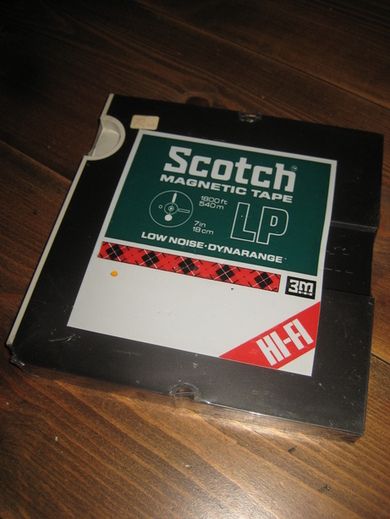 Scotch
MAGNETIC TAPE
1800 ft
540 m
7in
18cm
LP
LOW NOISE·DYNARANGE
3m
HI-FI